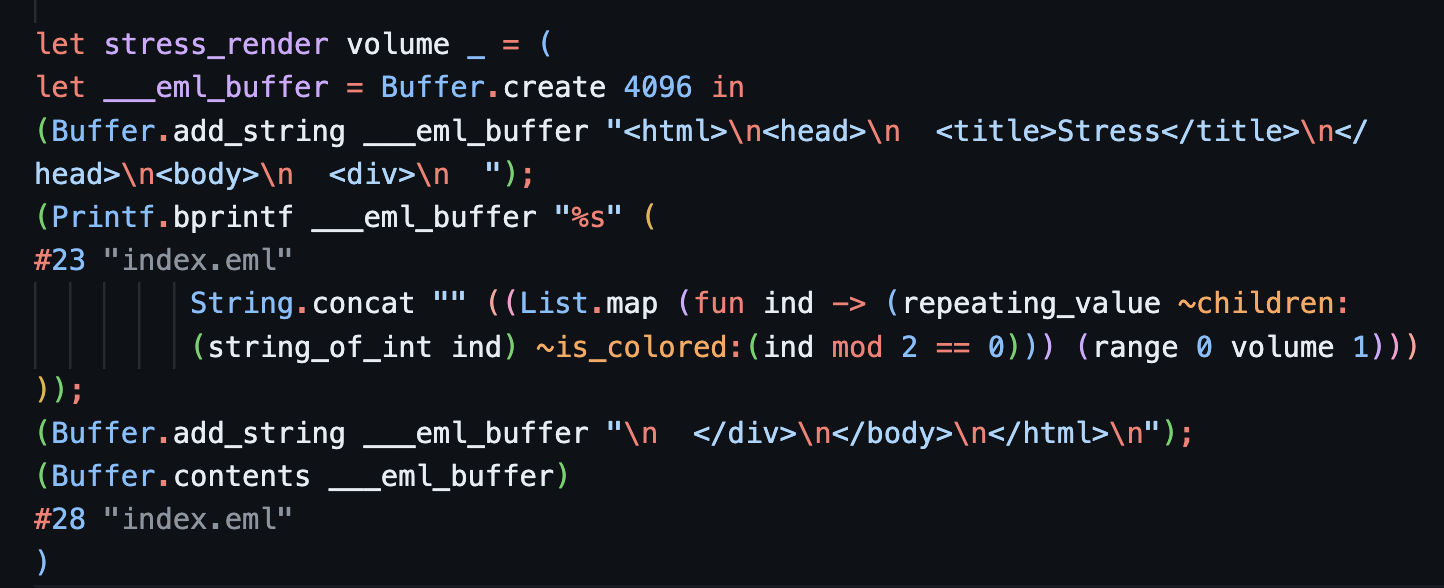 let stress_render volume _ = (
let ___eml_buffer = Buffer.create 4096 in
(Buffer.add_string ___eml_buffer "<html>\n<head>\n  <title>Stress</title>\n</
head>\n<body>\n  <div>\n  ");
(Printf.bprintf ___eml_buffer "%s" (
#23 "index.eml"
         String.concat "" ((List.map (fun ind -> (repeating_value ~children:
         (string_of_int ind) ~is_colored:(ind mod 2 == 0))) (range 0 volume 1)))
));
(Buffer.add_string ___eml_buffer "\n  </div>\n</body>\n</html>\n");
(Buffer.contents ___eml_buffer)
#28 "index.eml"
)